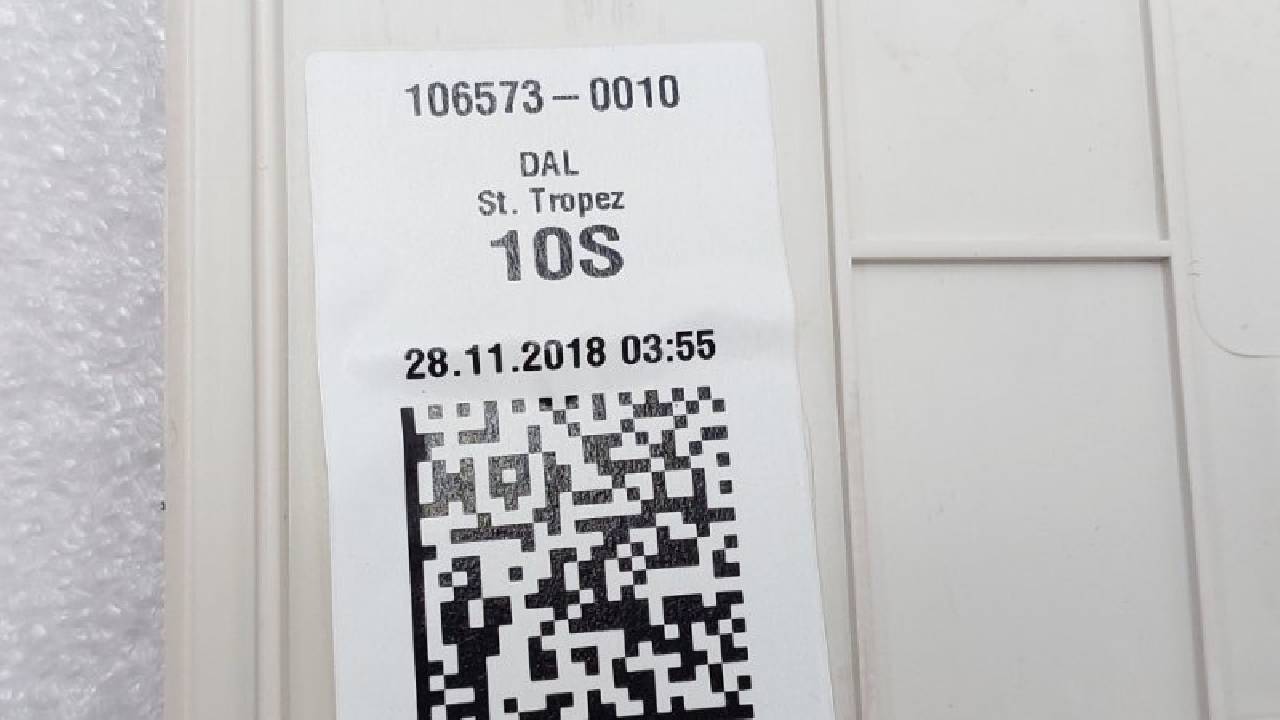 106573-0010
DAL
St. Tropez
10S
28.11.2018 03:55